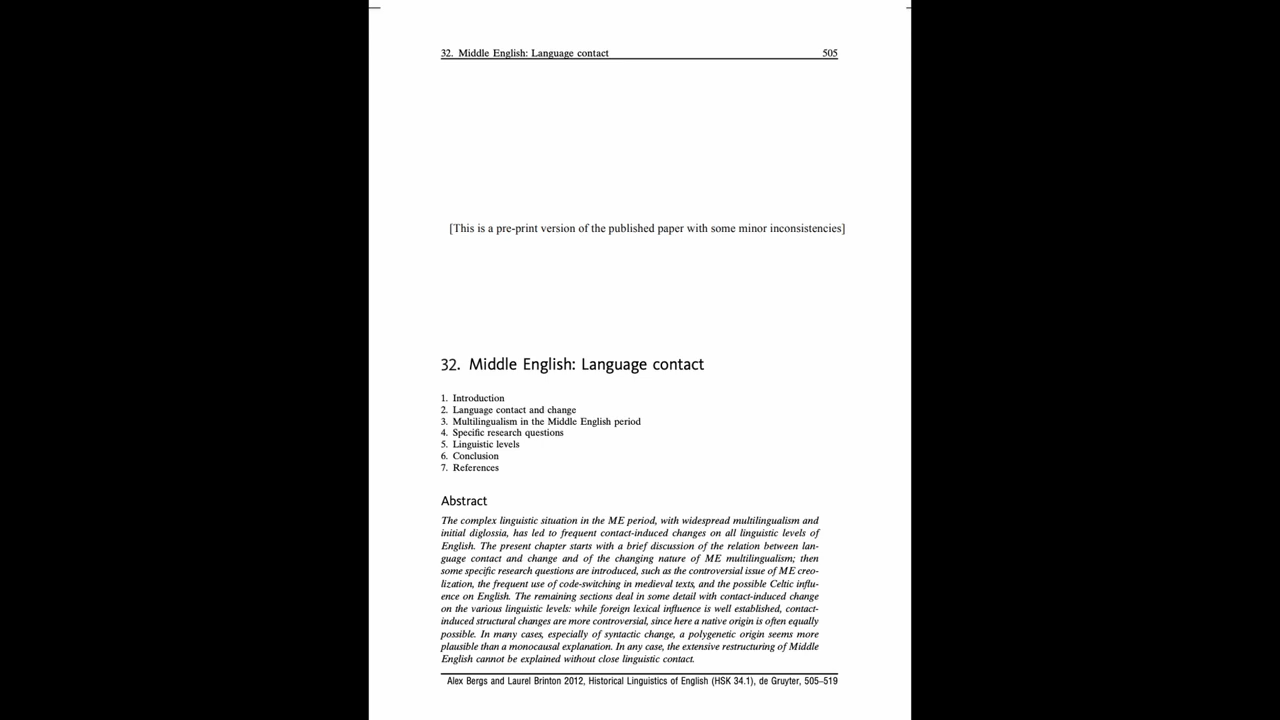 32. Middle English: Language contact 505
[This is a pre-print version of the published paper with some minor inconsistencies]
32. Middle English: Language contact
1. Introduction
2. Language contact and change
3. Multilingualism in the Middle English period
4. Specific research questions
5. Linguistic levels
6. Conclusion
7. References
Abstract
The complex linguistic situation in the ME period, with widespread multilingualism and
initial diglossia, has led to frequent contact-induced changes on all linguistic levels of
English. The present chapter starts with a brief discussion of the relation between lan-
guage contact and change and of the changing nature of ME multilingualism; then
some specific research questions are introduced, such as the controversial issue of ME creo-
lization, the frequent use of code-switching in medieval texts, and the possible Celtic influ-
ence on English. The remaining sections deal in some detail with contact-induced change
on the various linguistic levels: while foreign lexical influence is well established, contact-
induced structural changes are more controversial, since here a native origin is often equally
possible. In many cases, especially of syntactic change, a polygenetic origin seems more
plausible than a monocausal explanation. In any case, the extensive restructuring of Middle
English cannot be explained without close linguistic contact.
Alex Bergs and Laurel Brinton 2012, Historical Linguistics of English (HSK 34.1), de Gruyter, 505–519